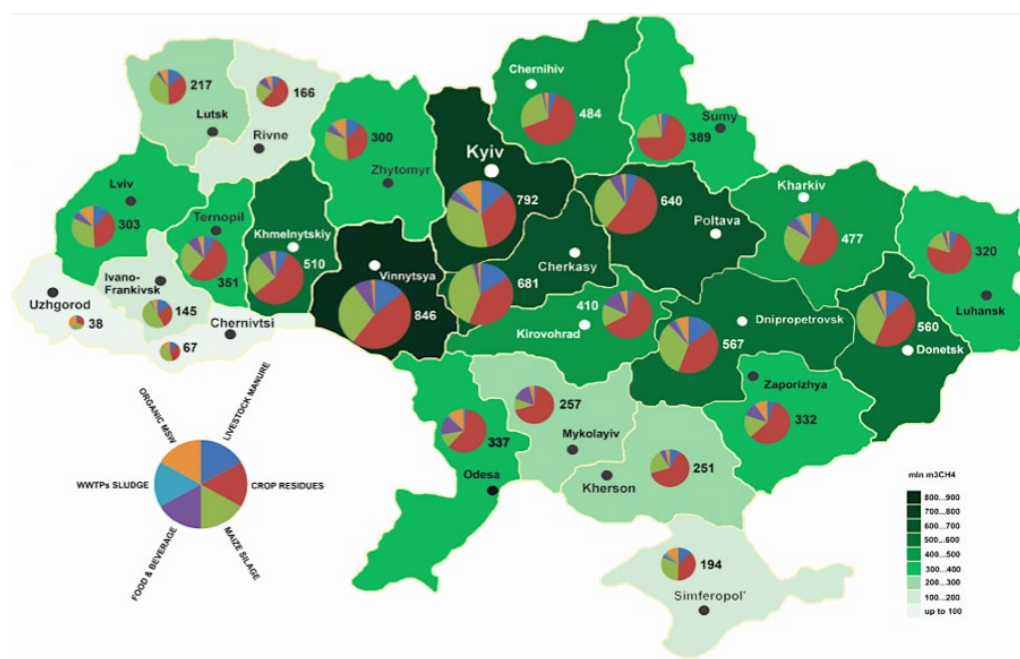 217
Lutsk
166
Rivne
300
Zhytomyr
Kyiv
792
Chernihiv
484
Sumy
389
Lviv
303
Ternopil
351
Khmelnytskiy
510
Vinnytsya
846
Cherkasy
681
640
Poltava
Kharkiv
477
320
Luhansk
Ivano-
Frankivsk
145
Uzhgorod
38
Chernivtsi
67
410
Kirovohrad
Dnipropetrovsk
567
560
Donetsk
Zaporizhya
332
337
Odesa
257
Mykolayiv
251
Kherson
194
Simferopol'
ORGANIC MSW
LIVESTOCK MANURE
WWTPs SLUDGE
CROP RESIDUES
FOOD & BEVERAGE
MAIZE SILAGE
mln m3CH4
800...900
700...800
600...700
500...600
400...500
300...400
200...300
100...200
up to 100